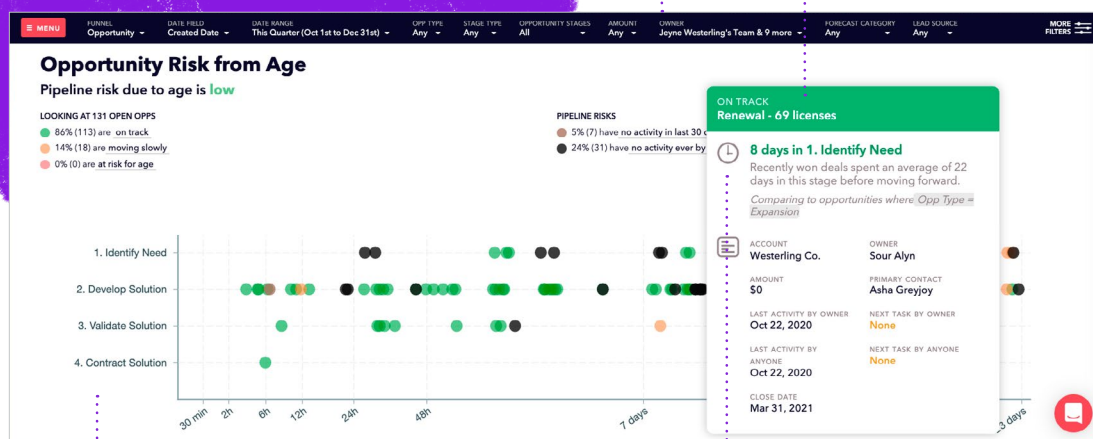 ≡ MENU
FUNNEL
Opportunity
DATE FIELD
Created Date
DATE RANGE
This Quarter (Oct 1st to Dec 31st)
OPP TYPE
Any
STAGE TYPE
Any
OPPORTUNITY STAGES
All
AMOUNT
Any
OWNER
Jeyne Westerling's Team & 9 more
FORECAST CATEGORY
Any
LEAD SOURCE
Any
MORE
FILTERS
Opportunity Risk from Age
Pipeline risk due to age is low
LOOKING AT 131 OPEN OPPS
86% (113) are on track
14% (18) are moving slowly
0% (0) are at risk for age
PIPELINE RISKS
5% (7) have no activity in last 30
24% (31) have no activity ever by
ON TRACK
Renewal - 69 licenses
8 days in 1. Identify Need
Recently won deals spent an average of 22
days in this stage before moving forward.
Comparing to opportunities where Opp Type =
Expansion
ACCOUNT
Westerling Co.
OWNER
Sour Alyn
AMOUNT
$0
PRIMARY CONTACT
Asha Greyjoy
LAST ACTIVITY BY OWNER
Oct 22, 2020
NEXT TASK BY OWNER
None
LAST ACTIVITY BY
ANYONE
Oct 22, 2020
NEXT TASK BY ANYONE
None
CLOSE DATE
Mar 31, 2021
1. Identify Need
2. Develop Solution
3. Validate Solution
4. Contract Solution
30 min
2h
6h
12h
24h
48h
7 days
3 days